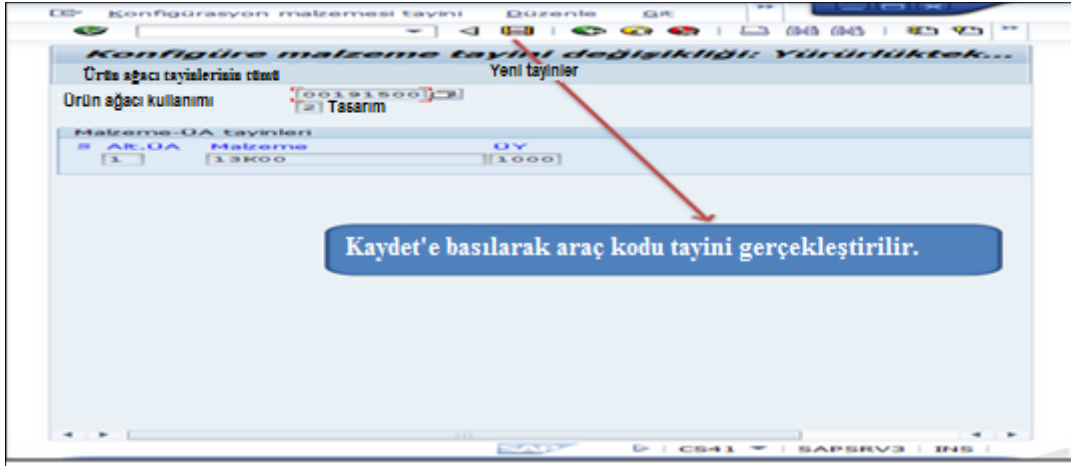 Konfigürasyon malzemesi tayini Düzenle Git
Konfigüre malzeme tayini değişikliği: Yürürlüktek...
Ürün ağacı tayinlerinin tümü Yeni tayinler
00191500
Ürün ağacı kullanımı 2 Tasarım
Malzeme-ÜA tayinleri
Alt.ÜA Malzeme ÜY
1 13K00 1000
Kaydet'e basılarak araç kodu tayini gerçekleştirilir.
SAP CS41 SAPSRV3 INS